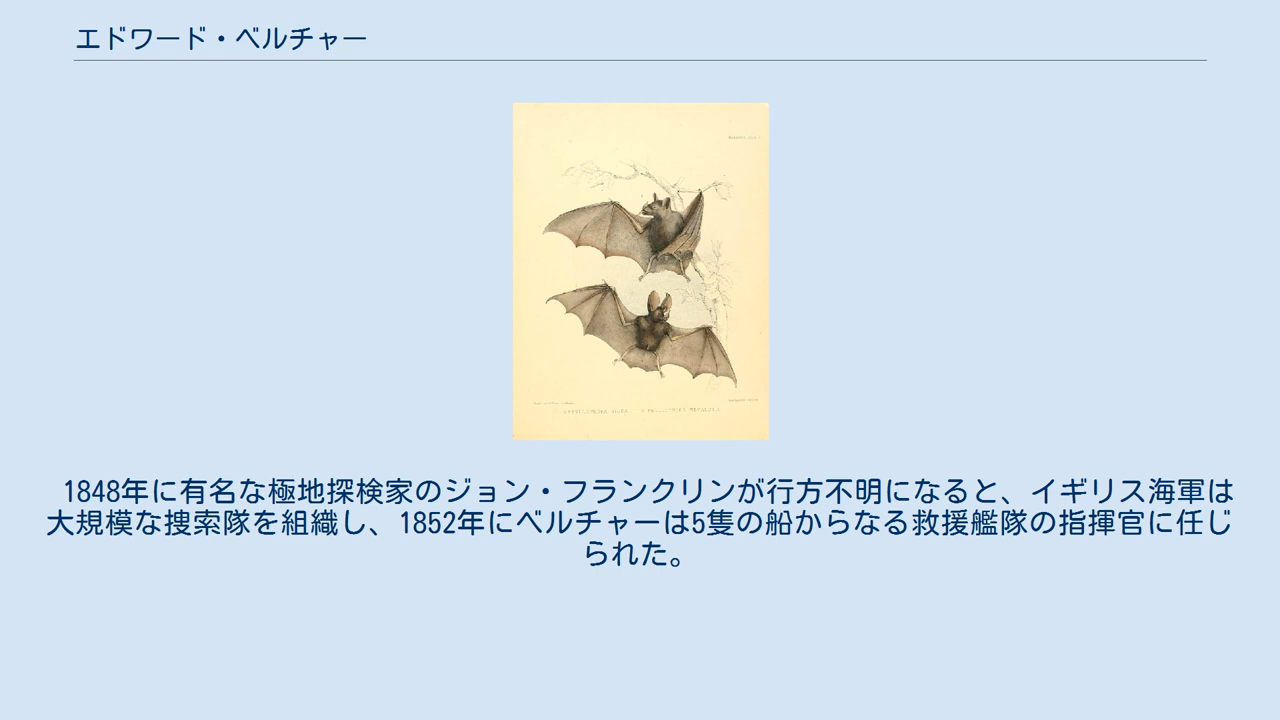 エドワード・ベルチャー
1848年に有名な極地探検家のジョン・フランクリンが行方不明になると、イギリス海軍は
大規模な捜索隊を組織し、1852年にベルチャーは5隻の船からなる救援艦隊の指揮官に任じ
られた。